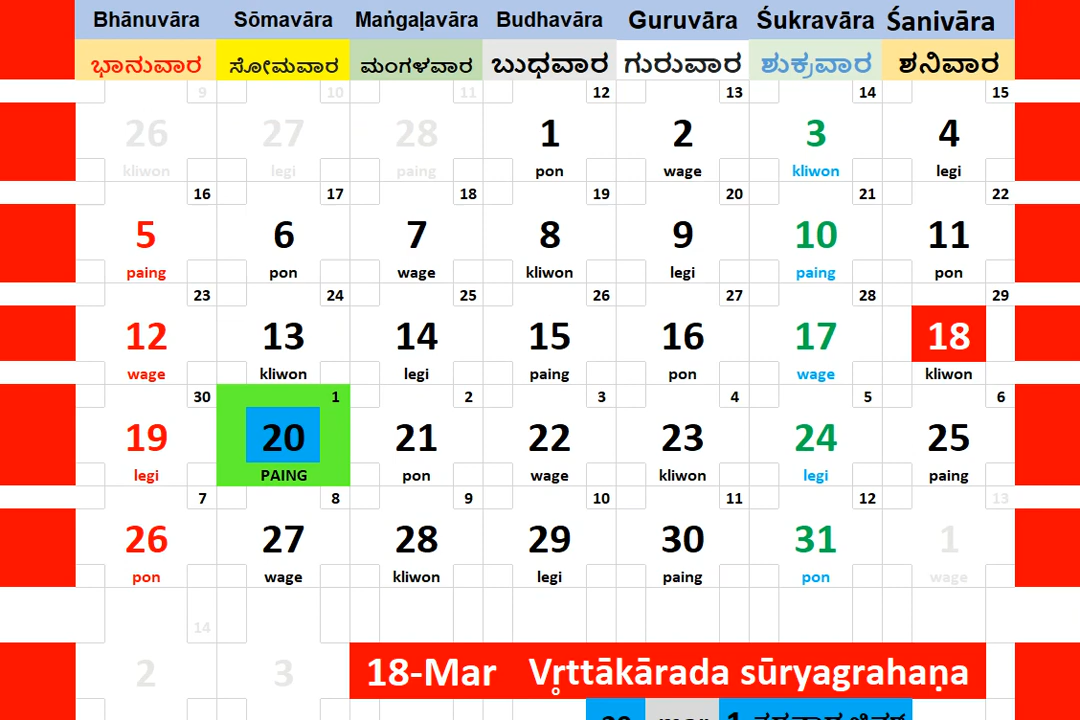 Bhānuvāra Sōmavāra Maṅgaḷavāra Budhavāra Guruvāra Śukravāra Śanivāra
ಭಾನುವಾರ ಸೋಮವಾರ ಮಂಗಳವಾರ ಬುಧವಾರ ಗುರುವಾರ ಶುಕ್ರವಾರ ಶನಿವಾರ
9 10 11 12 13 14 15
26 27 28 1 2 3 4
kliwon legi paing pon wage kliwon legi
16 17 18 19 20 21 22
5 6 7 8 9 10 11
paing pon wage kliwon legi paing pon
23 24 25 26 27 28 29
12 13 14 15 16 17 18
wage kliwon legi paing pon wage kliwon
30 1 2 3 4 5 6
19 20 21 22 23 24 25
legi PAING pon wage kliwon legi paing
7 8 9 10 11 12 13
26 27 28 29 30 31 1
pon wage kliwon legi paing pon wage
14
2 3 18-Mar Vr̥ttākārada sūryagrahaṇa